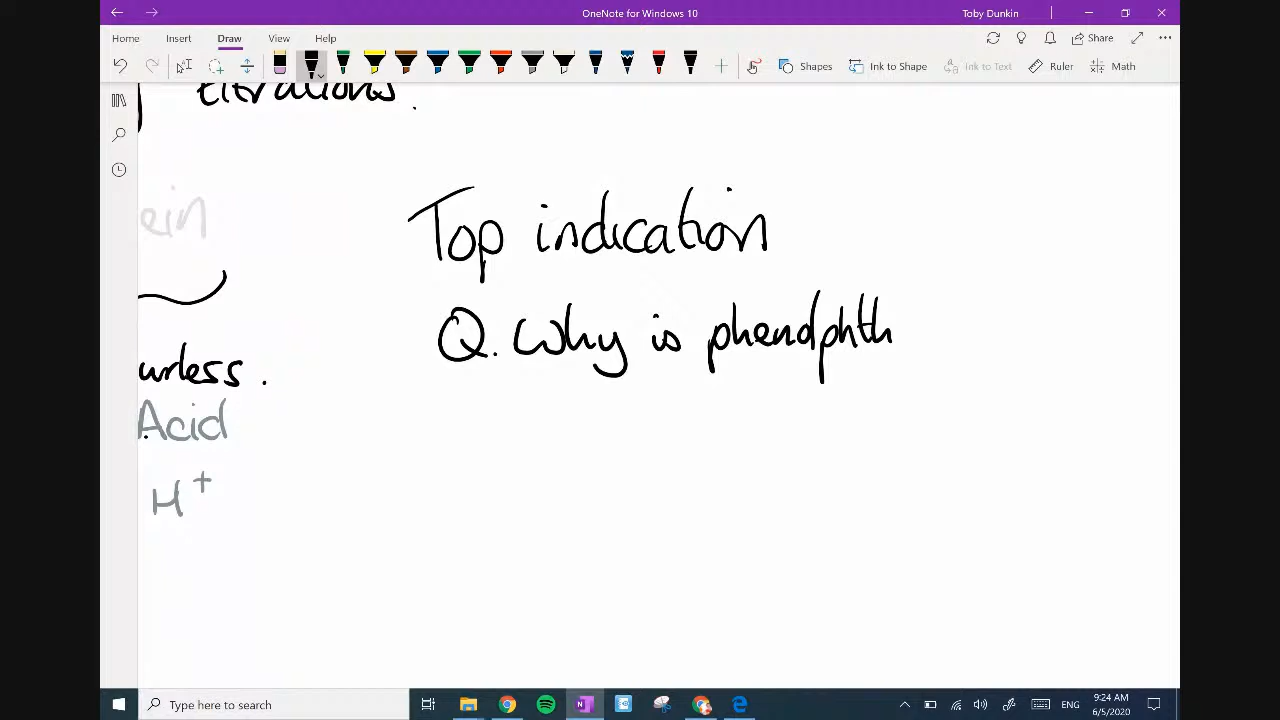 OneNote for Windows 10
Toby Dunkin
Home Insert Draw View Help
Share
Shapes Ink to Shape Ink to Text Ruler Math
titrations.
ein
Top indication
Q. Why is phenolphth
urless.
Acid
H+
Type here to search
ENG
9:24 AM
6/5/2020